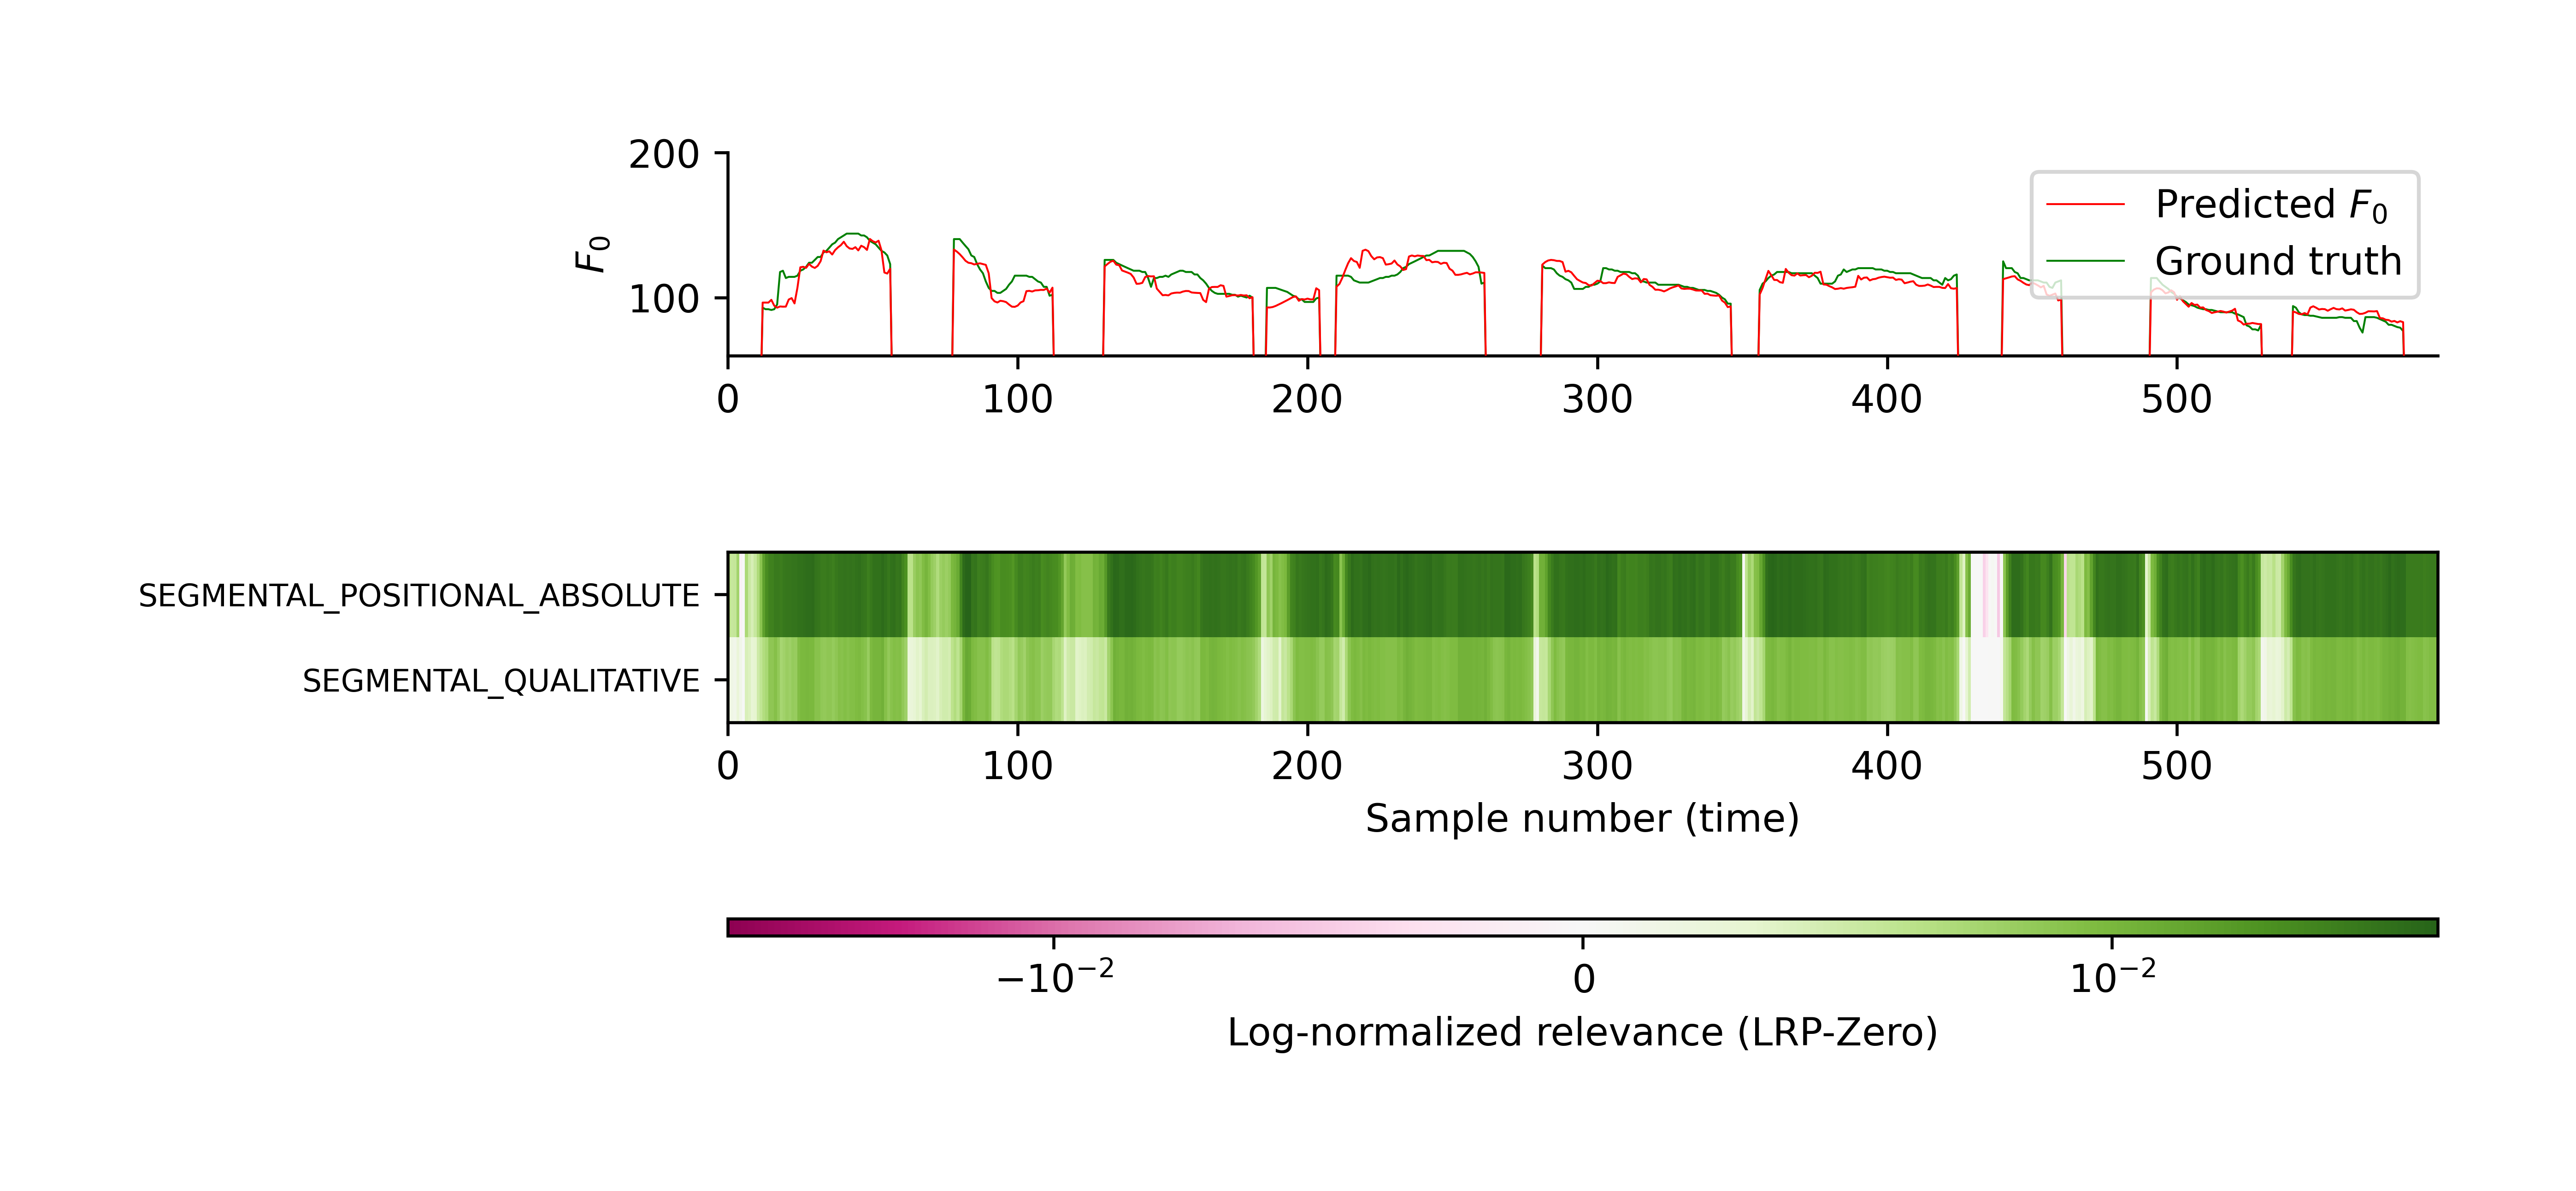 200
100
F₀
Predicted F₀
Ground truth
0 100 200 300 400 500
SEGMENTAL_POSITIONAL_ABSOLUTE
SEGMENTAL_QUALITATIVE
0 100 200 300 400 500
Sample number (time)
−10⁻² 0 10⁻²
Log-normalized relevance (LRP-Zero)